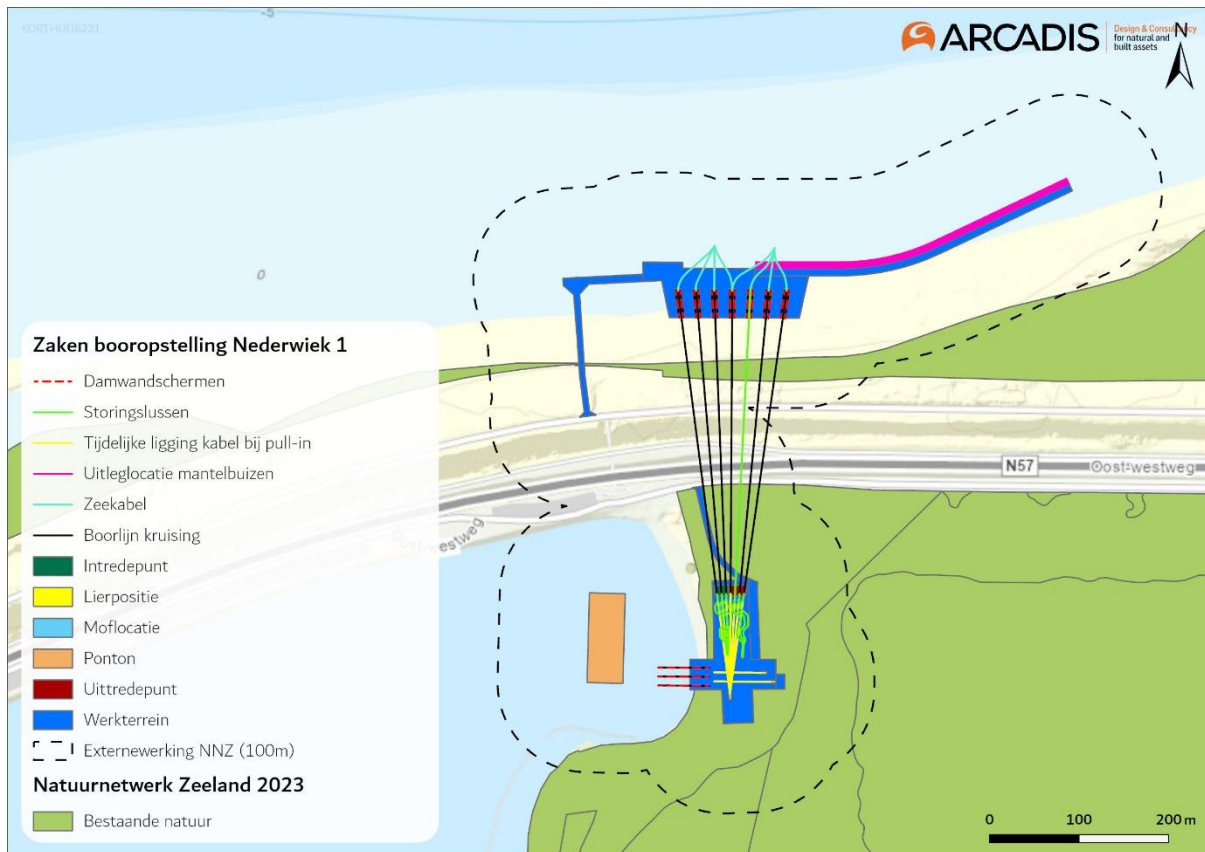 -5
KORTHUU6221
ARCADIS
Design & Consultancy
for natural and
built assets
N
0
N57
Oost-westweg
Zaken booropstelling Nederwiek 1
Damwandschermen
Storingslussen
Tijdelijke ligging kabel bij pull-in
Uitleglocatie mantelbuizen
Zeekabel
Boorlijn kruising
Intredepunt
Lierpositie
Moflocatie
Ponton
Uittredepunt
Werkterrein
Externewerking NNZ (100m)
Natuurnetwerk Zeeland 2023
Bestaande natuur
0 100 200 m